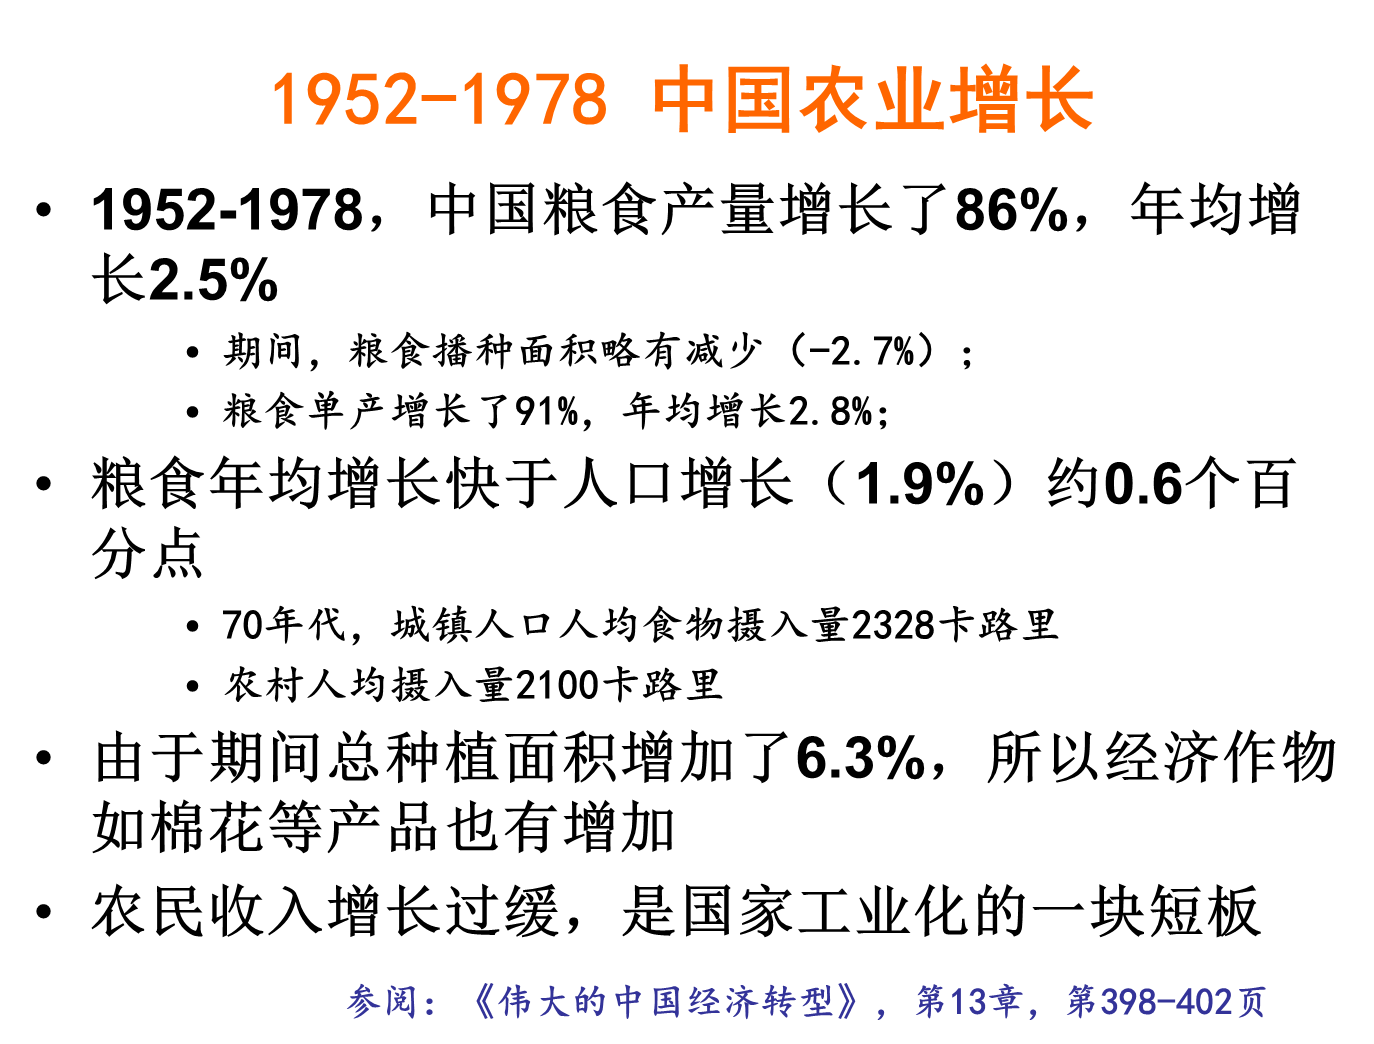 1952-1978 中国农业增长
• 1952-1978，中国粮食产量增长了86%，年均增
长2.5%
• 期间，粮食播种面积略有减少（-2.7%）；
• 粮食单产增长了91%，年均增长2.8%；
• 粮食年均增长快于人口增长（1.9%）约0.6个百
分点
• 70年代，城镇人口人均食物摄入量2328卡路里
• 农村人均摄入量2100卡路里
• 由于期间总种植面积增加了6.3%，所以经济作物
如棉花等产品也有增加
• 农民收入增长过缓，是国家工业化的一块短板
参阅：《伟大的中国经济转型》，第13章，第398-402页